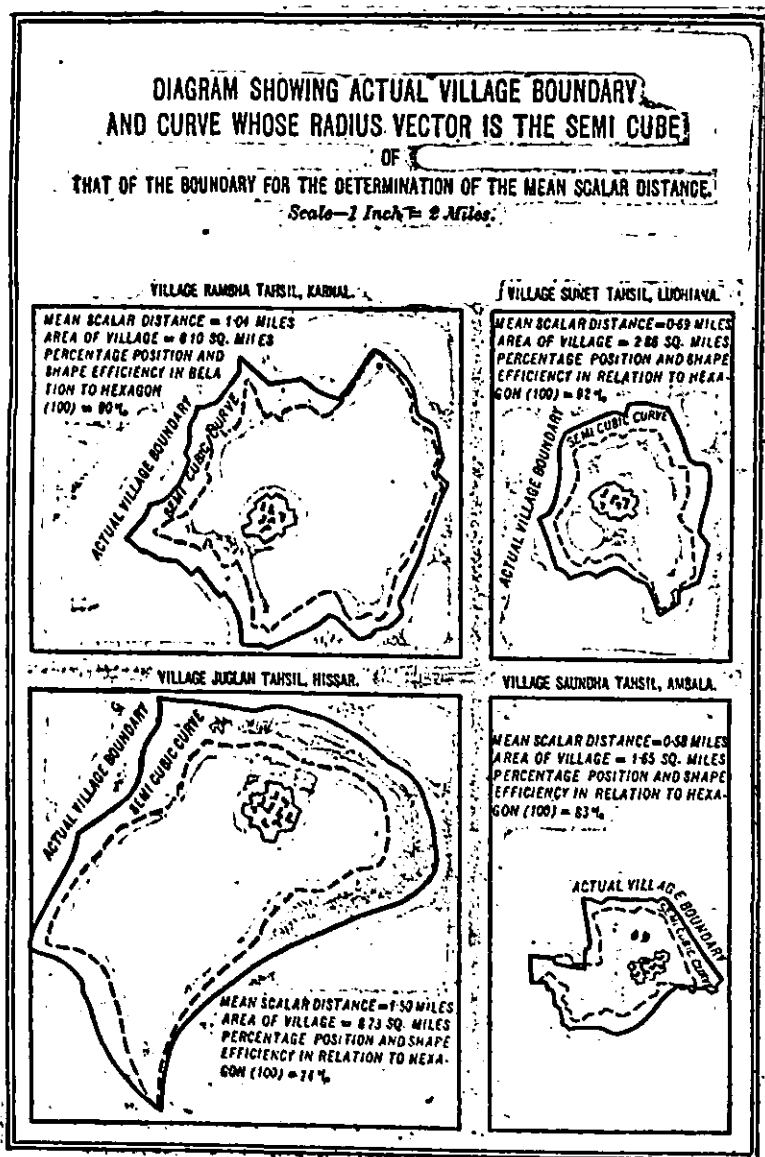 DIAGRAM SHOWING ACTUAL VILLAGE BOUNDARY
AND CURVE WHOSE RADIUS VECTOR IS THE SEMI CUBE
OF
THAT OF THE BOUNDARY FOR THE DETERMINATION OF THE MEAN SCALAR DISTANCE.
Scale—1 Inch = 2 Miles.
VILLAGE RAMBHA TAHSIL, KARNAL.
MEAN SCALAR DISTANCE = 1·04 MILES
AREA OF VILLAGE = 6·10 SQ. MILES
PERCENTAGE POSITION AND
SHAPE EFFICIENCY IN RELA
TION TO HEXAGON
(100) = 90 %
ACTUAL VILLAGE BOUNDARY
SEMI CUBIC CURVE
VILLAGE SUNET TAHSIL, LUDHIANA.
MEAN SCALAR DISTANCE = 0·69 MILES
AREA OF VILLAGE = 2·88 SQ. MILES
PERCENTAGE POSITION AND SHAPE
EFFICIENCY IN RELATION TO HEXA-
GON (100) = 92 %
ACTUAL VILLAGE BOUNDARY
SEMI CUBIC CURVE
VILLAGE JUGLAN TAHSIL, HISSAR.
ACTUAL VILLAGE BOUNDARY
SEMI CUBIC CURVE
MEAN SCALAR DISTANCE = 1·50 MILES
AREA OF VILLAGE = 8·73 SQ. MILES
PERCENTAGE POSITION AND SHAPE
EFFICIENCY IN RELATION TO HEXA-
GON (100) = 74 %
VILLAGE SAUNDHA TAHSIL, AMBALA.
MEAN SCALAR DISTANCE = 0·58 MILES
AREA OF VILLAGE = 1·65 SQ. MILES
PERCENTAGE POSITION AND SHAPE
EFFICIENCY IN RELATION TO HEXA-
GON (100) = 83 %
ACTUAL VILLAGE BOUNDARY
SEMI CUBIC CURVE